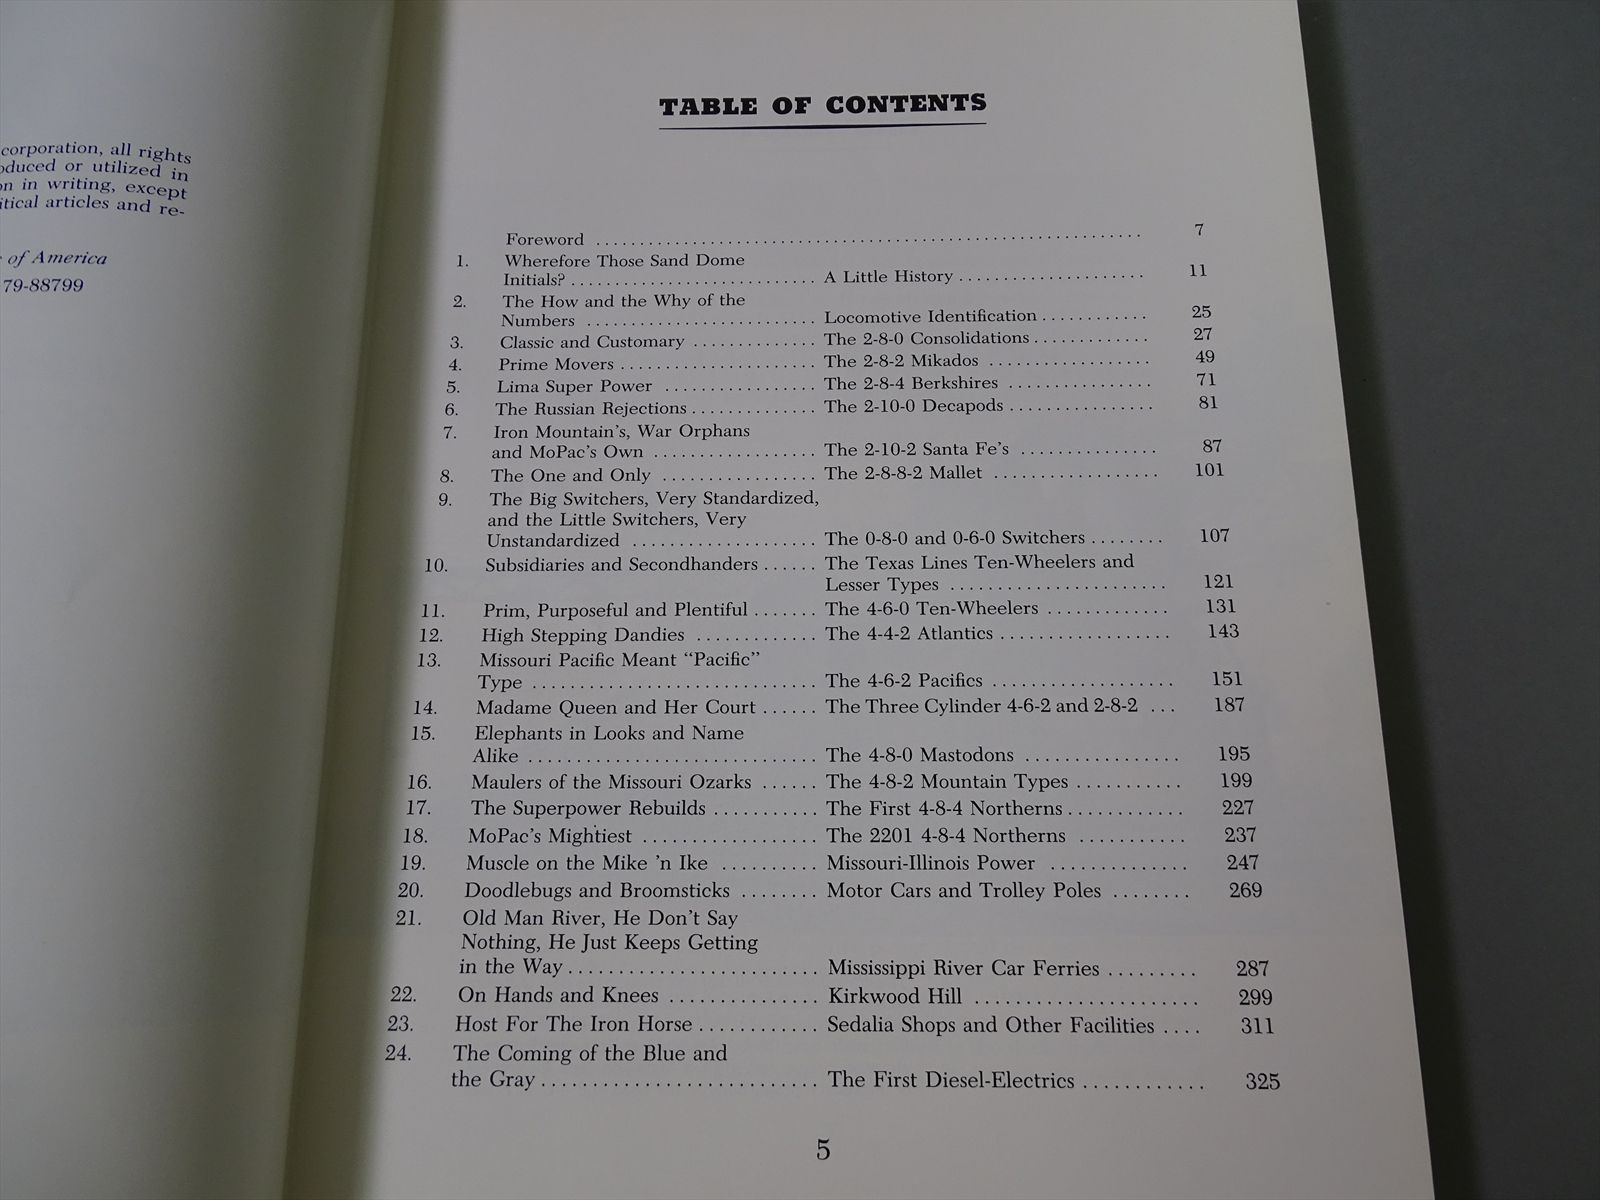 corporation, all rights
oduced or utilized in
on in writing, except
itical articles and re-
of America
79-88799
TABLE OF CONTENTS
Foreword ............................................................... 7
1. Wherefore Those Sand Dome
Initials? ............................ A Little History ...................... 11
2. The How and the Why of the
Numbers .......................... Locomotive Identification ............ 25
3. Classic and Customary .............. The 2-8-0 Consolidations ............. 27
4. Prime Movers ....................... The 2-8-2 Mikados .................. 49
5. Lima Super Power ................. The 2-8-4 Berkshires ................ 71
6. The Russian Rejections .............. The 2-10-0 Decapods ................ 81
7. Iron Mountain's, War Orphans
and MoPac's Own .................. The 2-10-2 Santa Fe's ............... 87
8. The One and Only ................. The 2-8-8-2 Mallet .................. 101
9. The Big Switchers, Very Standardized,
and the Little Switchers, Very
Unstandardized .................... The 0-8-0 and 0-6-0 Switchers ........ 107
10. Subsidiaries and Secondhanders ...... The Texas Lines Ten-Wheelers and
Lesser Types ....................... 121
11. Prim, Purposeful and Plentiful ....... The 4-6-0 Ten-Wheelers ............. 131
12. High Stepping Dandies ............. The 4-4-2 Atlantics .................. 143
13. Missouri Pacific Meant "Pacific"
Type .............................. The 4-6-2 Pacifics ................... 151
14. Madame Queen and Her Court ...... The Three Cylinder 4-6-2 and 2-8-2 ... 187
15. Elephants in Looks and Name
Alike .............................. The 4-8-0 Mastodons ................ 195
16. Maulers of the Missouri Ozarks ...... The 4-8-2 Mountain Types ........... 199
17. The Superpower Rebuilds ........... The First 4-8-4 Northerns ............ 227
18. MoPac's Mightiest .................. The 2201 4-8-4 Northerns ........... 237
19. Muscle on the Mike 'n Ike .......... Missouri-Illinois Power .............. 247
20. Doodlebugs and Broomsticks ........ Motor Cars and Trolley Poles ........ 269
21. Old Man River, He Don't Say
Nothing, He Just Keeps Getting
in the Way ......................... Mississippi River Car Ferries ......... 287
22. On Hands and Knees ............... Kirkwood Hill ...................... 299
23. Host For The Iron Horse ............ Sedalia Shops and Other Facilities .... 311
24. The Coming of the Blue and
the Gray ........................... The First Diesel-Electrics ............ 325
5